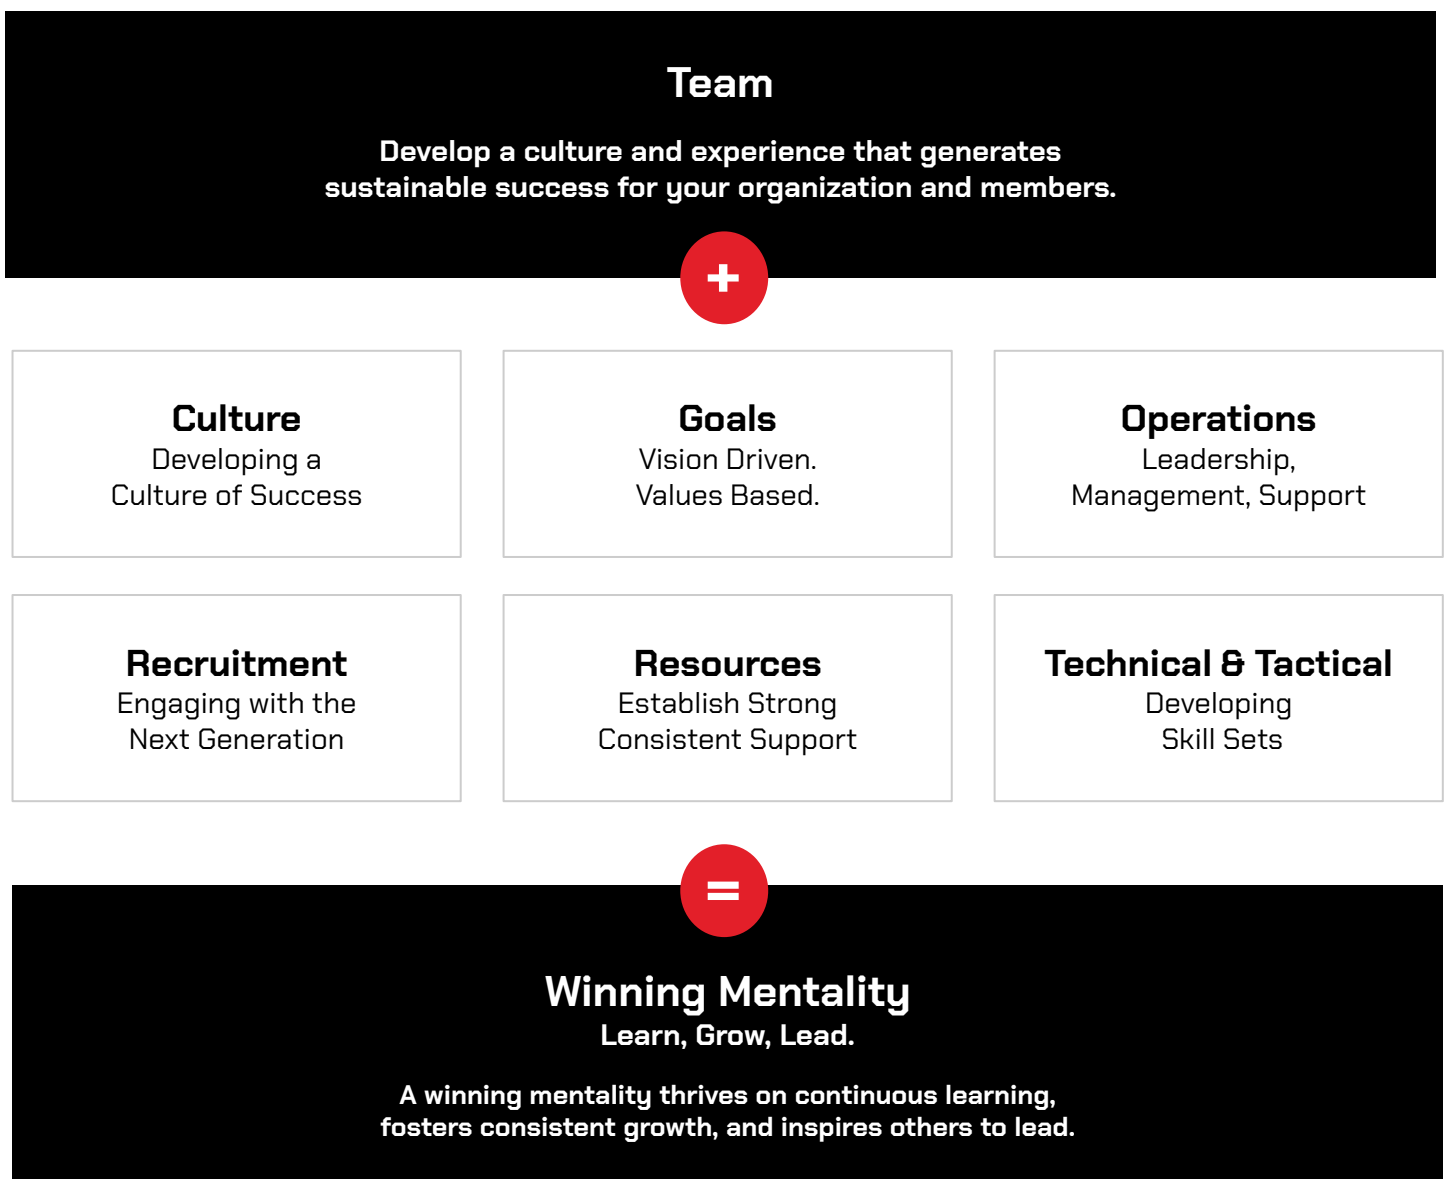 Team
Develop a culture and experience that generates
sustainable success for your organization and members.
+
Culture
Developing a
Culture of Success
Goals
Vision Driven.
Values Based.
Operations
Leadership,
Management, Support
Recruitment
Engaging with the
Next Generation
Resources
Establish Strong
Consistent Support
Technical & Tactical
Developing
Skill Sets
=
Winning Mentality
Learn, Grow, Lead.
A winning mentality thrives on continuous learning,
fosters consistent growth, and inspires others to lead.